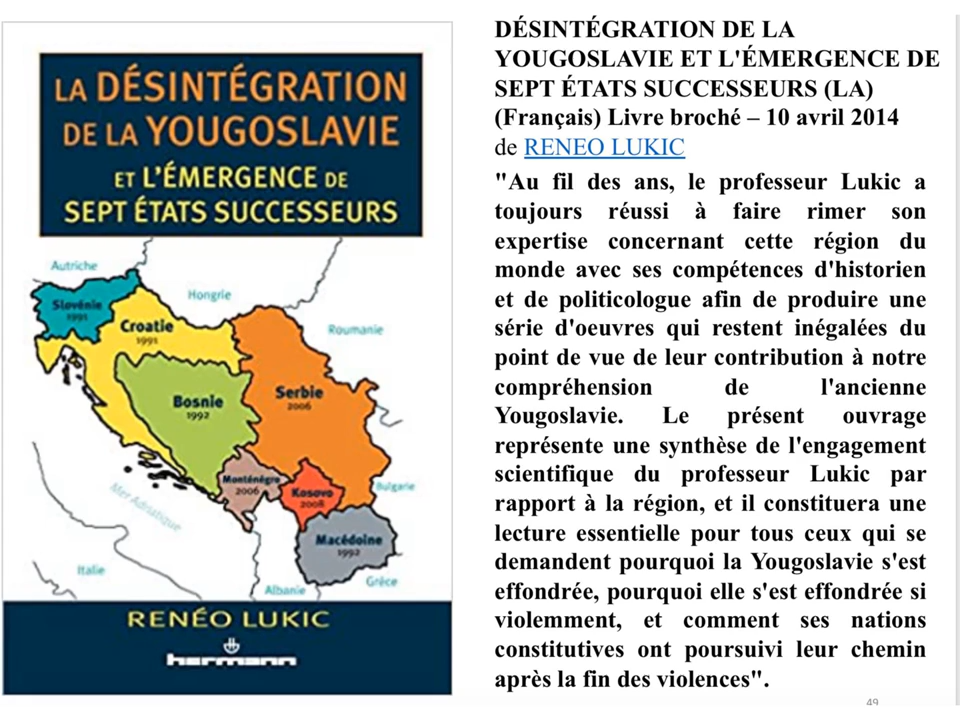 LA DÉSINTÉGRATION
DE LA YOUGOSLAVIE
ET L'ÉMERGENCE DE
SEPT ÉTATS SUCCESSEURS
Autriche
Hongrie
Roumanie
Slovénie
1991
Croatie
1991
Bosnie
1992
Serbie
2006
Monténégro
2006
Kosovo
2008
Bulgarie
Mer Adriatique
Macédoine
1992
Italie
Albanie
Grèce
RENÉO LUKIC
hermann
DÉSINTÉGRATION DE LA
YOUGOSLAVIE ET L'ÉMERGENCE DE
SEPT ÉTATS SUCCESSEURS (LA)
(Français) Livre broché – 10 avril 2014
de RENEO LUKIC
"Au fil des ans, le professeur Lukic a
toujours réussi à faire rimer son
expertise concernant cette région du
monde avec ses compétences d'historien
et de politicologue afin de produire une
série d'oeuvres qui restent inégalées du
point de vue de leur contribution à notre
compréhension de l'ancienne
Yougoslavie. Le présent ouvrage
représente une synthèse de l'engagement
scientifique du professeur Lukic par
rapport à la région, et il constituera une
lecture essentielle pour tous ceux qui se
demandent pourquoi la Yougoslavie s'est
effondrée, pourquoi elle s'est effondrée si
violemment, et comment ses nations
constitutives ont poursuivi leur chemin
après la fin des violences".
49